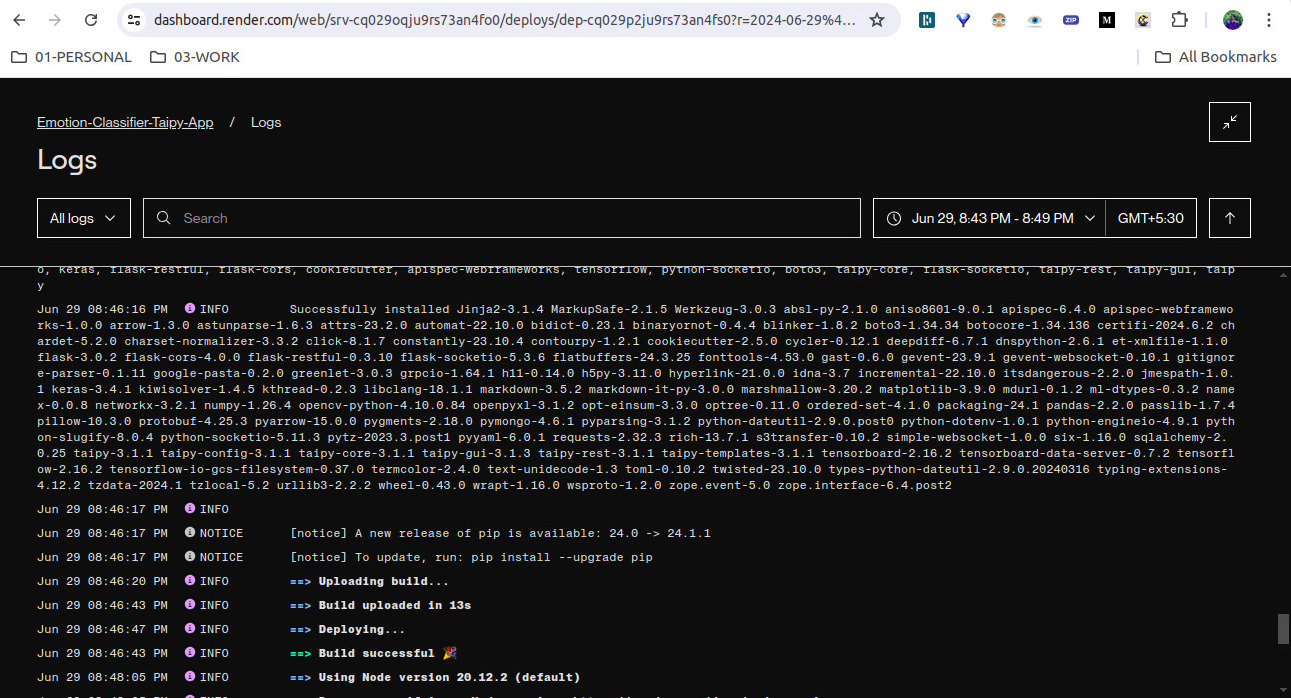 dashboard.render.com/web/srv-cq029oqju9rs73an4fo0/deploys/dep-cq029p2ju9rs73an4fs0?r=2024-06-29%4...
ZIP
M
01-PERSONAL
03-WORK
All Bookmarks
Emotion-Classifier-Taipy-App / Logs
Logs
All logs
Search
Jun 29, 8:43 PM - 8:49 PM
GMT+5:30
o, keras, flask-restful, flask-cors, cookiecutter, apispec-webframeworks, tensorflow, python-socketio, boto3, taipy-core, flask-socketio, taipy-rest, taipy-gui, taip
y
Jun 29 08:46:16 PM INFO Successfully installed Jinja2-3.1.4 MarkupSafe-2.1.5 Werkzeug-3.0.3 absl-py-2.1.0 aniso8601-9.0.1 apispec-6.4.0 apispec-webframewo
rks-1.0.0 arrow-1.3.0 astunparse-1.6.3 attrs-23.2.0 automat-22.10.0 bidict-0.23.1 binaryornot-0.4.4 blinker-1.8.2 boto3-1.34.34 botocore-1.34.136 certifi-2024.6.2 ch
ardet-5.2.0 charset-normalizer-3.3.2 click-8.1.7 constantly-23.10.4 contourpy-1.2.1 cookiecutter-2.5.0 cycler-0.12.1 deepdiff-6.7.1 dnspython-2.6.1 et-xmlfile-1.1.0
flask-3.0.2 flask-cors-4.0.0 flask-restful-0.3.10 flask-socketio-5.3.6 flatbuffers-24.3.25 fonttools-4.53.0 gast-0.6.0 gevent-23.9.1 gevent-websocket-0.10.1 gitignor
e-parser-0.1.11 google-pasta-0.2.0 greenlet-3.0.3 grpcio-1.64.1 h11-0.14.0 h5py-3.11.0 hyperlink-21.0.0 idna-3.7 incremental-22.10.0 itsdangerous-2.2.0 jmespath-1.0.
1 keras-3.4.1 kiwisolver-1.4.5 kthread-0.2.3 libclang-18.1.1 markdown-3.5.2 markdown-it-py-3.0.0 marshmallow-3.20.2 matplotlib-3.9.0 mdurl-0.1.2 ml-dtypes-0.3.2 name
x-0.0.8 networkx-3.2.1 numpy-1.26.4 opencv-python-4.10.0.84 openpyxl-3.1.2 opt-einsum-3.3.0 optree-0.11.0 ordered-set-4.1.0 packaging-24.1 pandas-2.2.0 passlib-1.7.4
pillow-10.3.0 protobuf-4.25.3 pyarrow-15.0.0 pygments-2.18.0 pymongo-4.6.1 pyparsing-3.1.2 python-dateutil-2.9.0.post0 python-dotenv-1.0.1 python-engineio-4.9.1 pyth
on-slugify-8.0.4 python-socketio-5.11.3 pytz-2023.3.post1 pyyaml-6.0.1 requests-2.32.3 rich-13.7.1 s3transfer-0.10.2 simple-websocket-1.0.0 six-1.16.0 sqlalchemy-2.
0.25 taipy-3.1.1 taipy-config-3.1.1 taipy-core-3.1.1 taipy-gui-3.1.3 taipy-rest-3.1.1 taipy-templates-3.1.1 tensorboard-2.16.2 tensorboard-data-server-0.7.2 tensorfl
ow-2.16.2 tensorflow-io-gcs-filesystem-0.37.0 termcolor-2.4.0 text-unidecode-1.3 toml-0.10.2 twisted-23.10.0 types-python-dateutil-2.9.0.20240316 typing-extensions-
4.12.2 tzdata-2024.1 tzlocal-5.2 urllib3-2.2.2 wheel-0.43.0 wrapt-1.16.0 wsproto-1.2.0 zope.event-5.0 zope.interface-6.4.post2
Jun 29 08:46:17 PM INFO
Jun 29 08:46:17 PM NOTICE [notice] A new release of pip is available: 24.0 -> 24.1.1
Jun 29 08:46:17 PM NOTICE [notice] To update, run: pip install --upgrade pip
Jun 29 08:46:20 PM INFO ==> Uploading build...
Jun 29 08:46:43 PM INFO ==> Build uploaded in 13s
Jun 29 08:46:47 PM INFO ==> Deploying...
Jun 29 08:46:43 PM INFO ==> Build successful 🎉
Jun 29 08:48:05 PM INFO ==> Using Node version 20.12.2 (default)